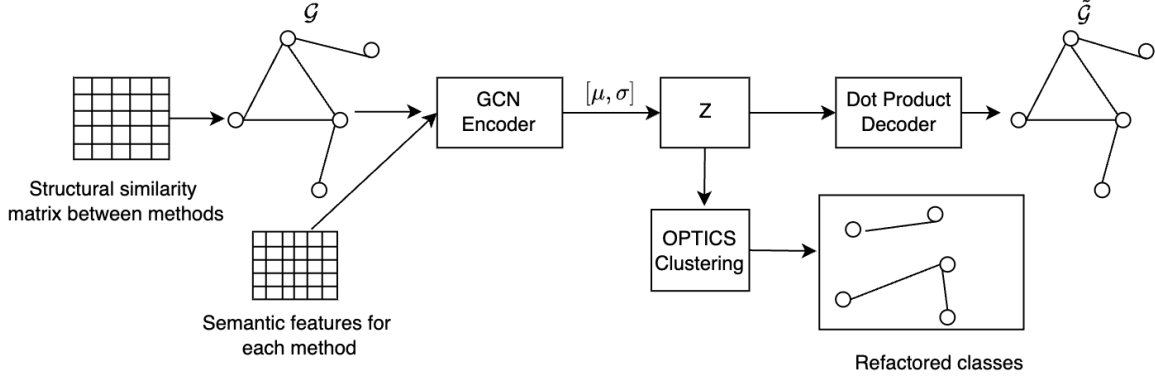 𝒢
Structural similarity
matrix between methods
Semantic features for
each method
GCN
Encoder
[μ, σ]
Z
Dot Product
Decoder
𝒢̃
OPTICS
Clustering
Refactored classes